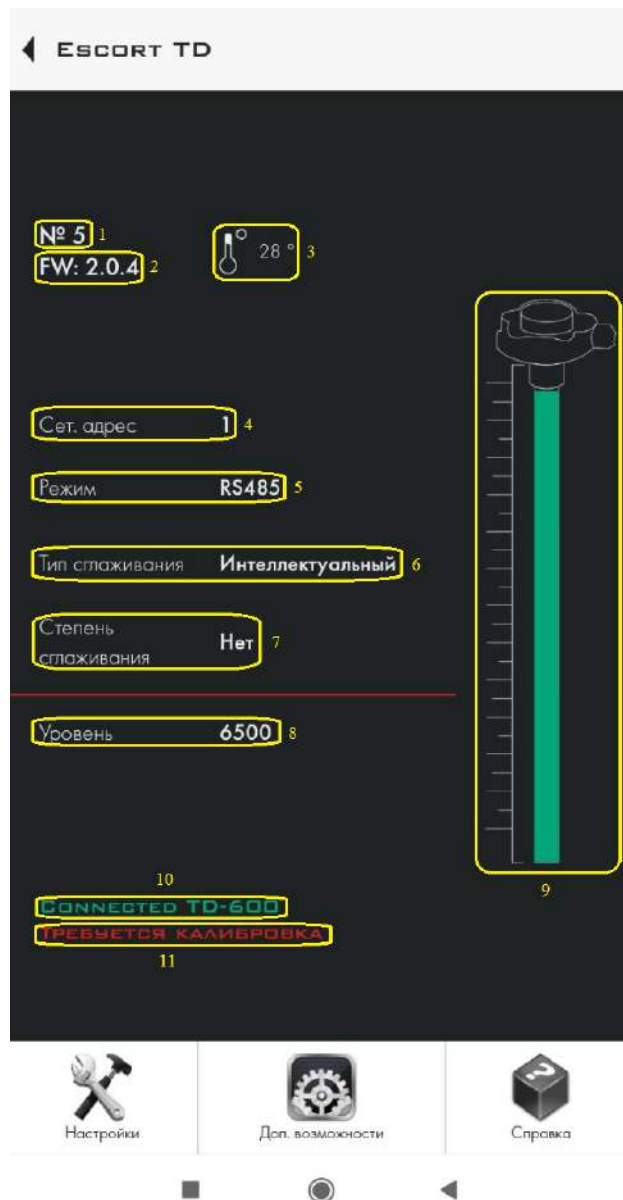 Escort TD
№ 5 1
FW: 2.0.4 2
28 ° 3
Сет. адрес 1 4
Режим RS485 5
Тип сглаживания Интеллектуальный 6
Степень
сглаживания Нет 7
Уровень 6500 8
9
10
Connected TD-600
Требуется калибровка
11
Настройки Доп. возможности Справка